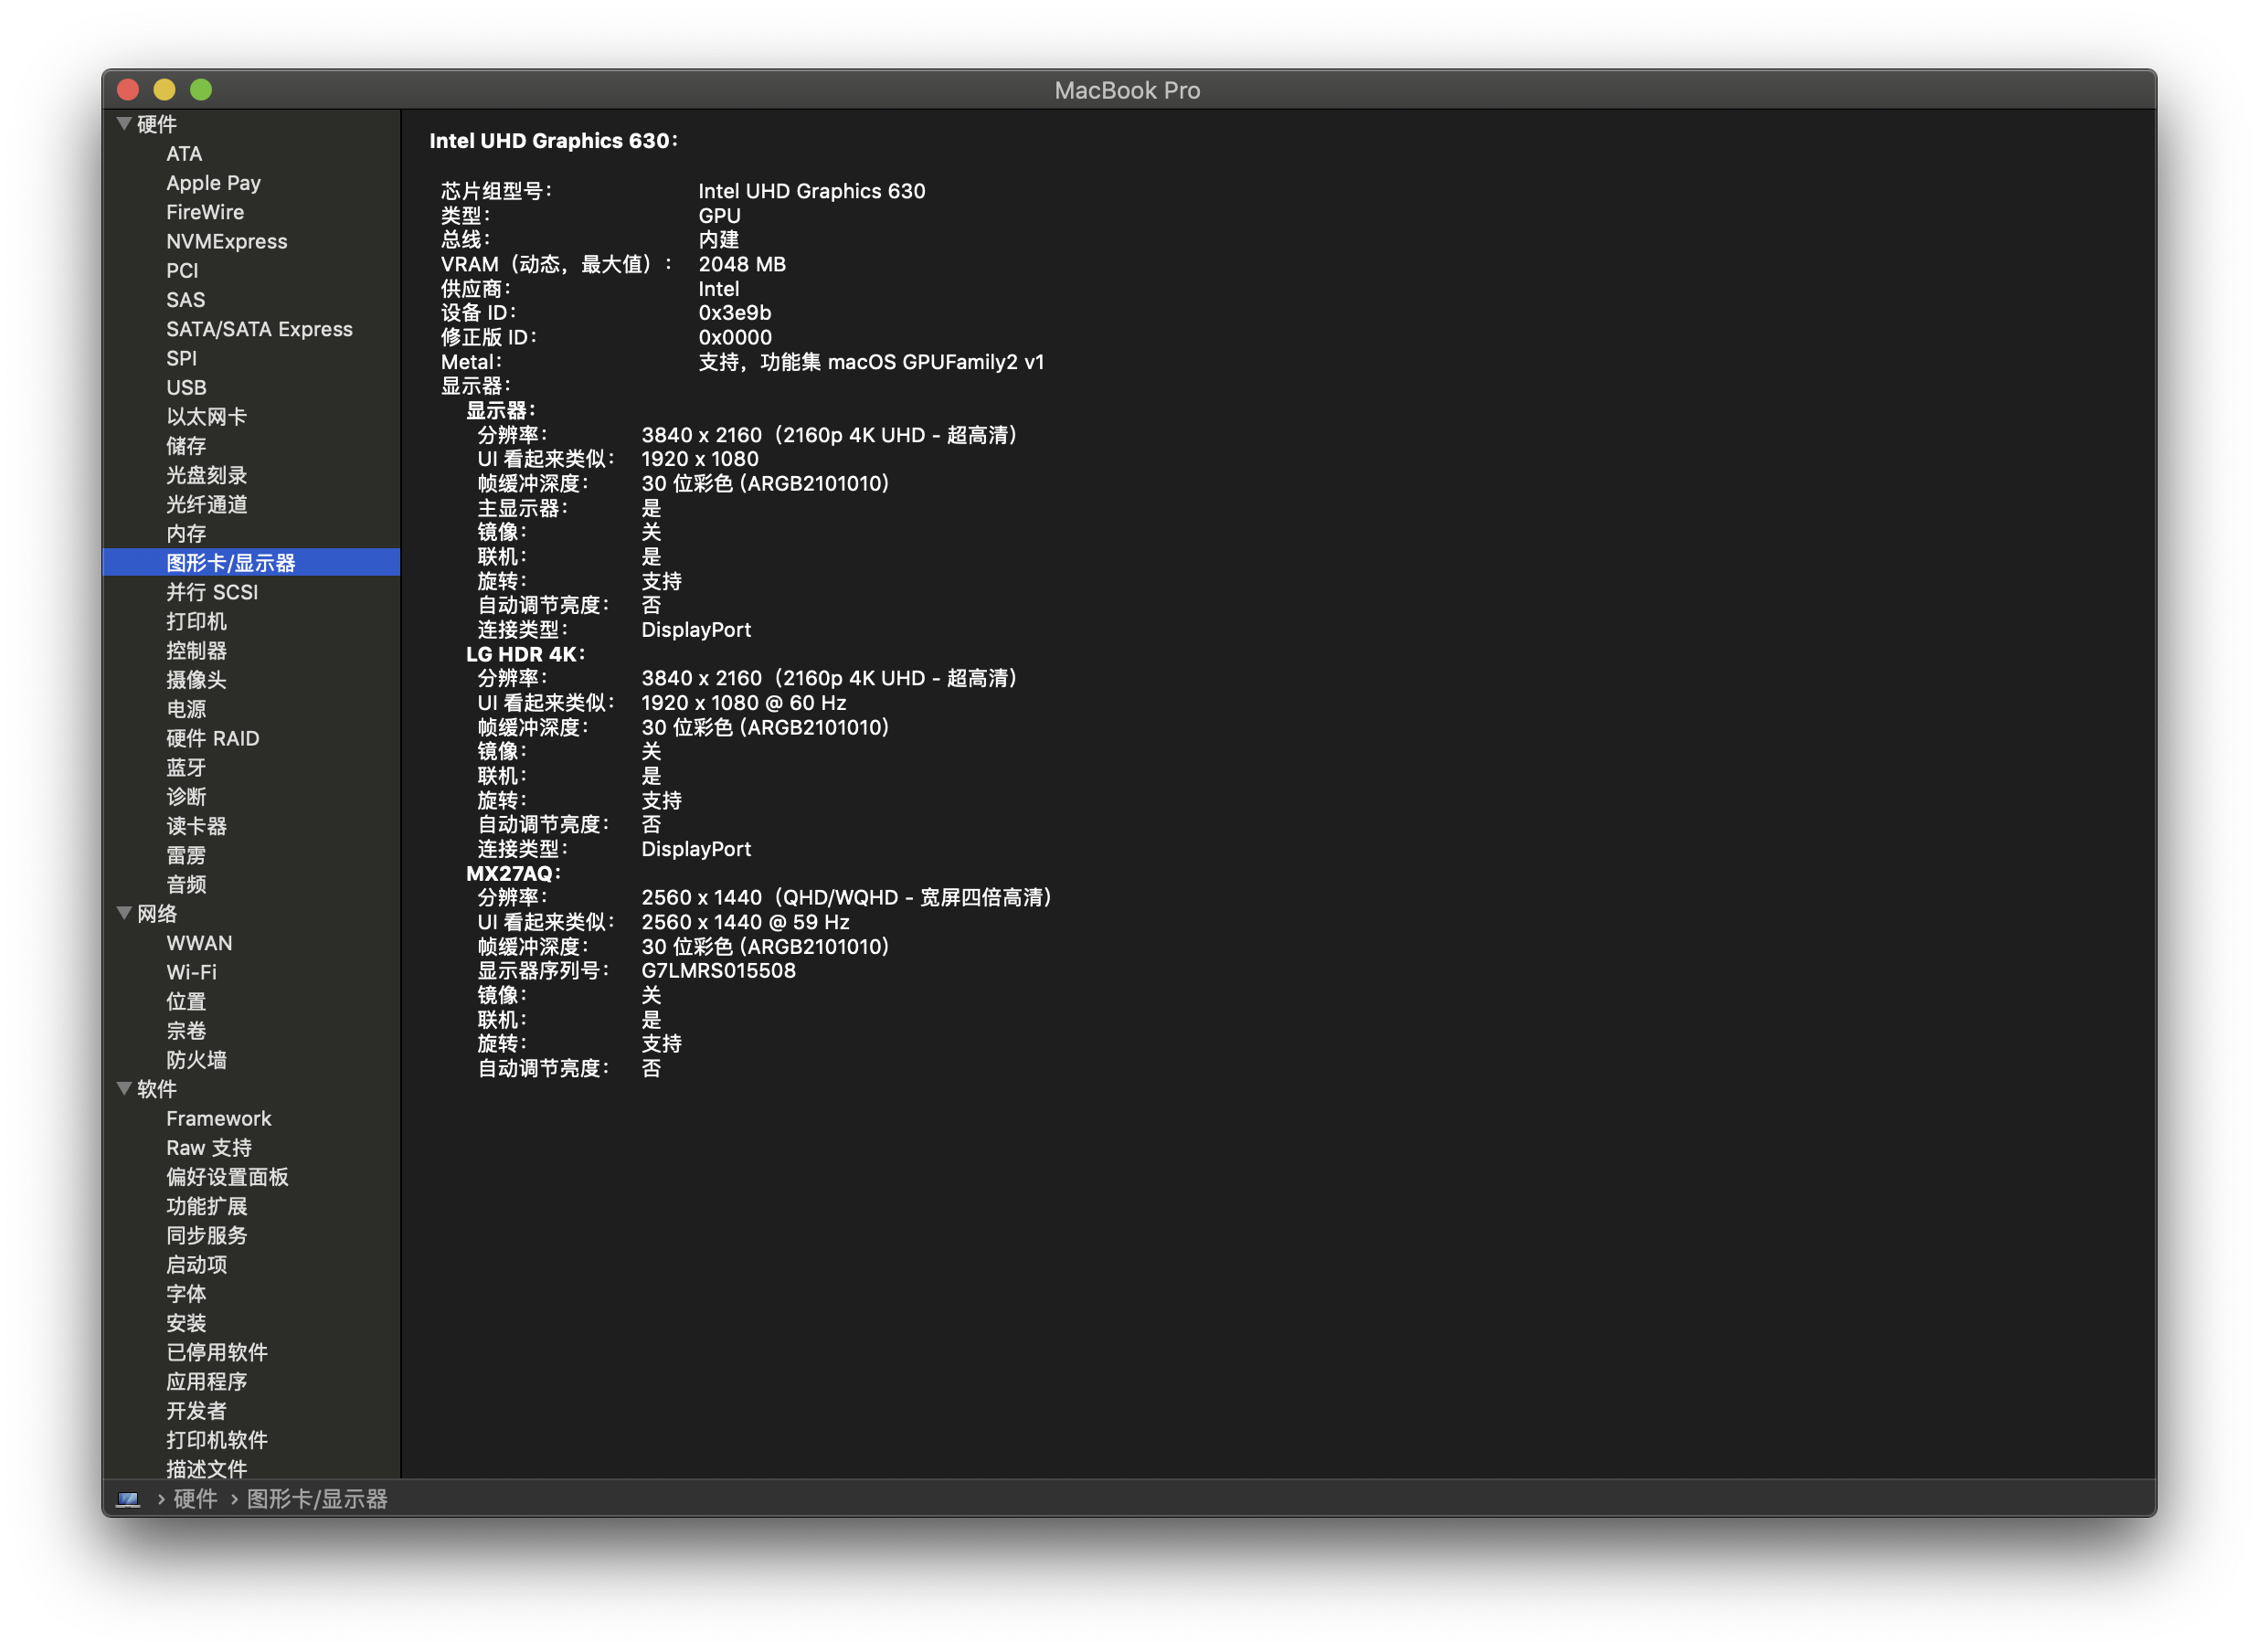 MacBook Pro
硬件
ATA
Apple Pay
FireWire
NVMExpress
PCI
SAS
SATA/SATA Express
SPI
USB
以太网卡
储存
光盘刻录
光纤通道
内存
图形卡/显示器
并行 SCSI
打印机
控制器
摄像头
电源
硬件 RAID
蓝牙
诊断
读卡器
雷雳
音频
网络
WWAN
Wi-Fi
位置
宗卷
防火墙
软件
Framework
Raw 支持
偏好设置面板
功能扩展
同步服务
启动项
字体
安装
已停用软件
应用程序
开发者
打印机软件
描述文件
Intel UHD Graphics 630：
芯片组型号： Intel UHD Graphics 630
类型： GPU
总线： 内建
VRAM（动态，最大值）： 2048 MB
供应商： Intel
设备 ID： 0x3e9b
修正版 ID： 0x0000
Metal： 支持，功能集 macOS GPUFamily2 v1
显示器：
显示器：
分辨率： 3840 x 2160（2160p 4K UHD - 超高清）
UI 看起来类似： 1920 x 1080
帧缓冲深度： 30 位彩色 (ARGB2101010)
主显示器： 是
镜像： 关
联机： 是
旋转： 支持
自动调节亮度： 否
连接类型： DisplayPort
LG HDR 4K：
分辨率： 3840 x 2160（2160p 4K UHD - 超高清）
UI 看起来类似： 1920 x 1080 @ 60 Hz
帧缓冲深度： 30 位彩色 (ARGB2101010)
镜像： 关
联机： 是
旋转： 支持
自动调节亮度： 否
连接类型： DisplayPort
MX27AQ：
分辨率： 2560 x 1440（QHD/WQHD - 宽屏四倍高清）
UI 看起来类似： 2560 x 1440 @ 59 Hz
帧缓冲深度： 30 位彩色 (ARGB2101010)
显示器序列号： G7LMRS015508
镜像： 关
联机： 是
旋转： 支持
自动调节亮度： 否
› 硬件 › 图形卡/显示器